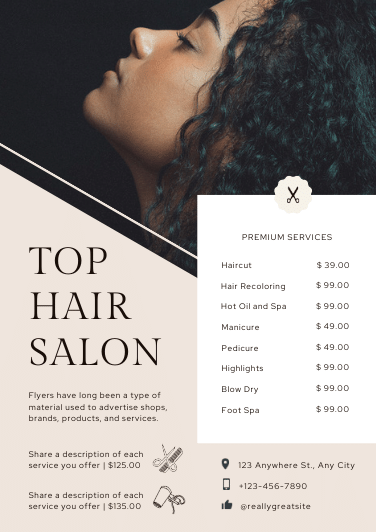 TOP
HAIR
SALON
Flyers have long been a type of
material used to advertise shops,
brands, products, and services.
Share a description of each
service you offer | $125.00
Share a description of each
service you offer | $135.00
PREMIUM SERVICES
Haircut $ 39.00
Hair Recoloring $ 99.00
Hot Oil and Spa $ 99.00
Manicure $ 49.00
Pedicure $ 49.00
Highlights $ 99.00
Blow Dry $ 99.00
Foot Spa $ 99.00
123 Anywhere St., Any City
+123-456-7890
@reallygreatsite